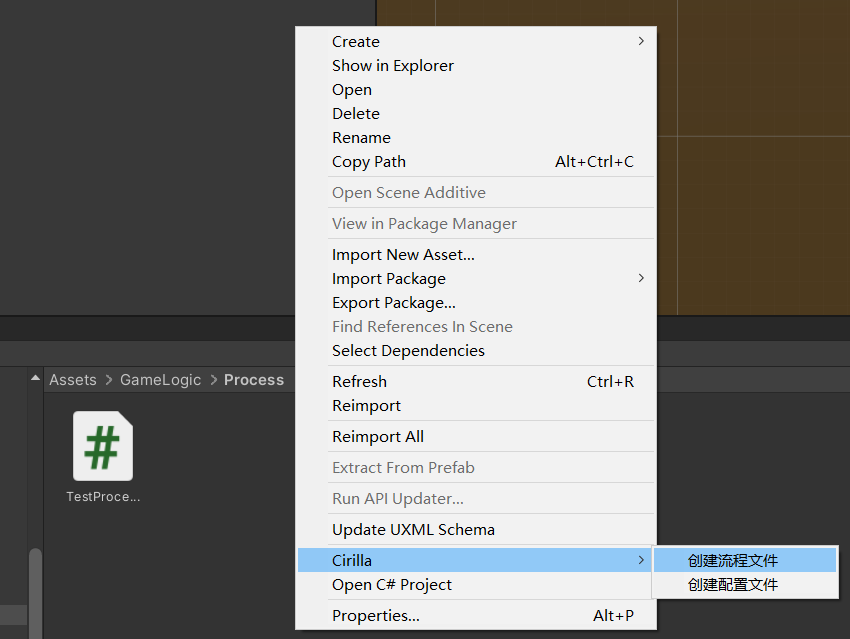 Create
Show in Explorer
Open
Delete
Rename
Copy Path Alt+Ctrl+C
Open Scene Additive
View in Package Manager
Import New Asset...
Import Package
Export Package...
Find References In Scene
Select Dependencies
Refresh Ctrl+R
Reimport
Reimport All
Extract From Prefab
Run API Updater...
Update UXML Schema
Cirilla
Open C# Project
Properties... Alt+P
创建流程文件
创建配置文件
Assets > GameLogic > Process
TestProce...